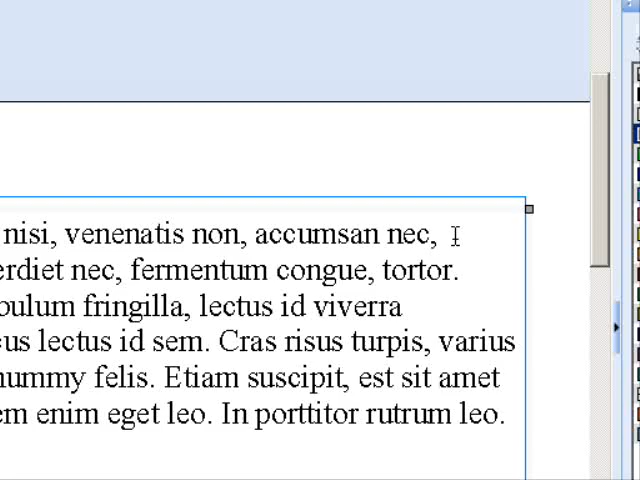 nisi, venenatis non, accumsan nec,
erdiet nec, fermentum congue, tortor.
bulum fringilla, lectus id viverra
cus lectus id sem. Cras risus turpis, varius
nummy felis. Etiam suscipit, est sit amet
em enim eget leo. In porttitor rutrum leo.